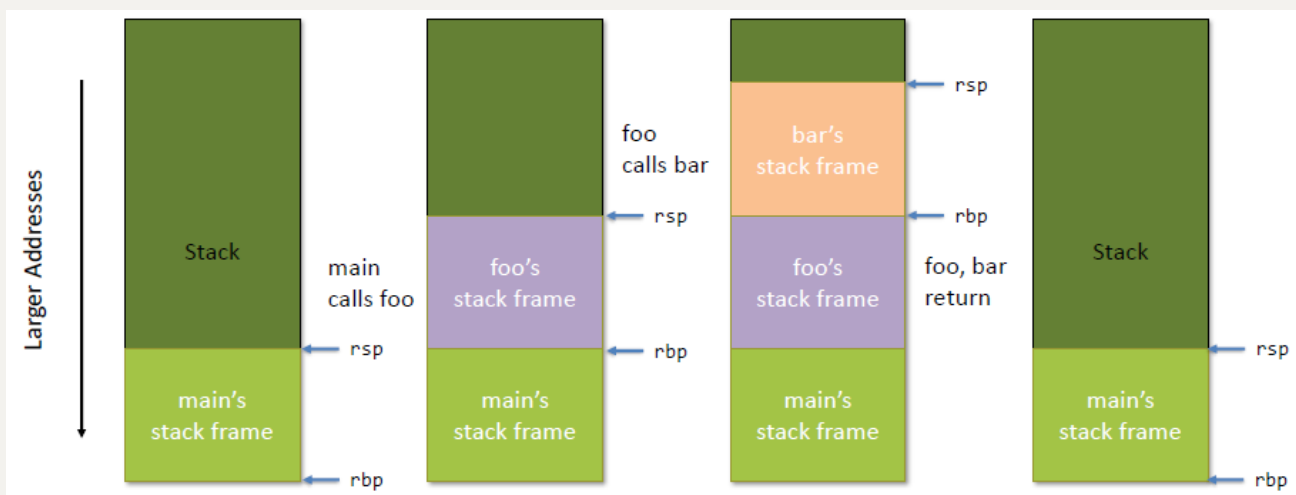 Larger Addresses
Stack
rsp
main's
stack frame
rbp
main
calls foo
rsp
foo's
stack frame
rbp
main's
stack frame
foo
calls bar
rsp
bar's
stack frame
rbp
foo's
stack frame
main's
stack frame
foo, bar
return
Stack
rsp
main's
stack frame
rbp